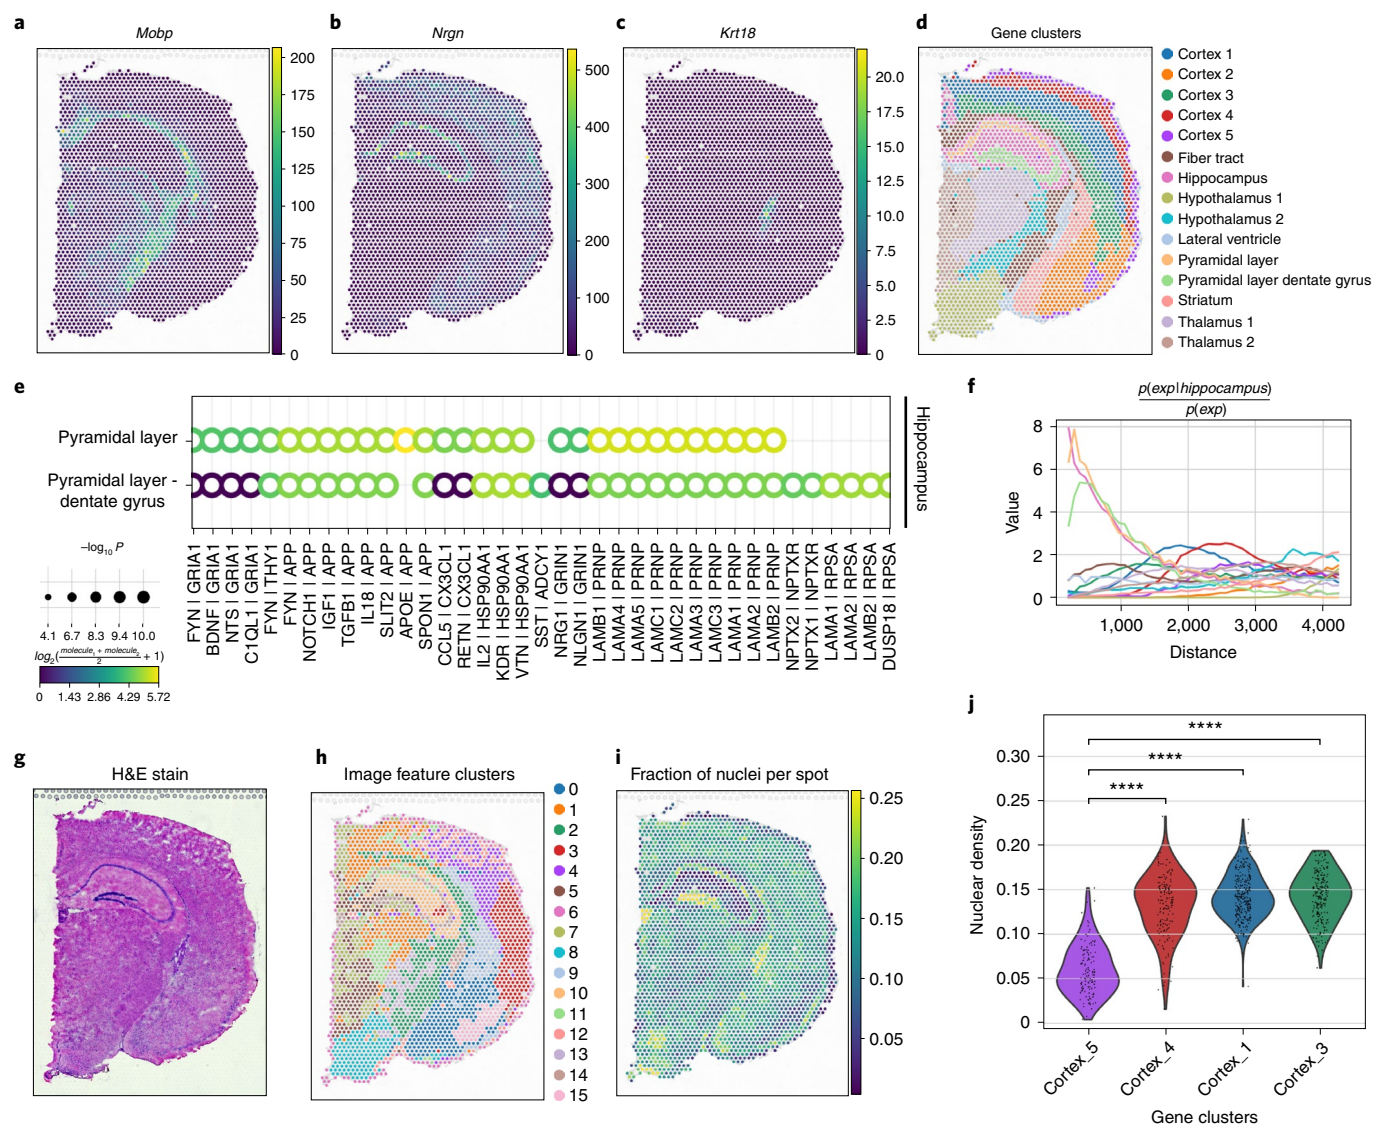 a
Mobp
200
175
150
125
100
75
50
25
0
b
Nrgn
500
400
300
200
100
0
c
Krt18
20.0
17.5
15.0
12.5
10.0
7.5
5.0
2.5
0
d
Gene clusters
Cortex 1
Cortex 2
Cortex 3
Cortex 4
Cortex 5
Fiber tract
Hippocampus
Hypothalamus 1
Hypothalamus 2
Lateral ventricle
Pyramidal layer
Pyramidal layer dentate gyrus
Striatum
Thalamus 1
Thalamus 2
e
Pyramidal layer
Pyramidal layer -
dentate gyrus
Hippocampus
FYN | GRIA1
BDNF | GRIA1
NTS | GRIA1
C1QL1 | GRIA1
FYN | THY1
FYN | APP
NOTCH1 | APP
IGF1 | APP
TGFB1 | APP
IL18 | APP
SLIT2 | APP
APOE | APP
SPON1 | APP
CCL5 | CX3CL1
RETN | CX3CL1
IL2 | HSP90AA1
KDR | HSP90AA1
VTN | HSP90AA1
SST | ADCY1
NRG1 | GRIN1
NLGN1 | GRIN1
LAMB1 | PRNP
LAMA4 | PRNP
LAMA5 | PRNP
LAMC1 | PRNP
LAMC2 | PRNP
LAMA3 | PRNP
LAMC3 | PRNP
LAMA1 | PRNP
LAMA2 | PRNP
LAMB2 | PRNP
NPTX2 | NPTXR
NPTX1 | NPTXR
LAMA1 | RPSA
LAMA2 | RPSA
LAMB2 | RPSA
DUSP18 | RPSA
–log10 P
4.1 6.7 8.3 9.4 10.0
log2(molecule1 + molecule2 / 2 + 1)
0 1.43 2.86 4.29 5.72
f
p(exp|hippocampus)
p(exp)
Value
8
6
4
2
0
1,000 2,000 3,000 4,000
Distance
g
H&E stain
h
Image feature clusters
0
1
2
3
4
5
6
7
8
9
10
11
12
13
14
15
i
Fraction of nuclei per spot
0.25
0.20
0.15
0.10
0.05
j
Nuclear density
0.30
0.25
0.20
0.15
0.10
0.05
0
****
****
****
Cortex_5
Cortex_4
Cortex_1
Cortex_3
Gene clusters